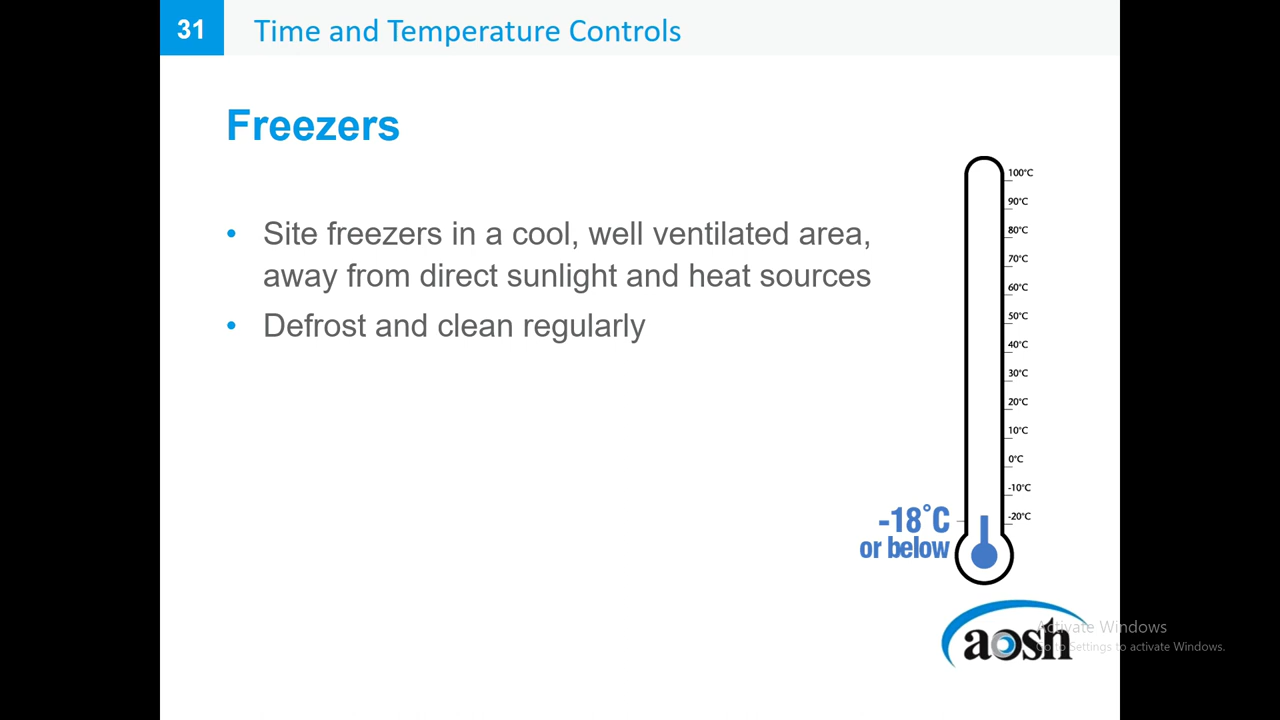 31
Time and Temperature Controls
Freezers
• Site freezers in a cool, well ventilated area,
away from direct sunlight and heat sources
• Defrost and clean regularly
100°C
90°C
80°C
70°C
60°C
50°C
40°C
30°C
20°C
10°C
0°C
-10°C
-20°C
-18°C
or below
aosh
Activate Windows
Go to Settings to activate Windows.